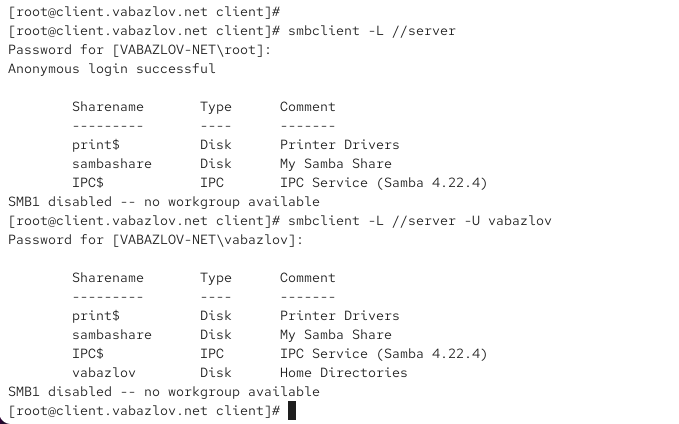 [root@client.vabazlov.net client]#
[root@client.vabazlov.net client]# smbclient -L //server
Password for [VABAZLOV-NET\root]:
Anonymous login successful
Sharename Type Comment
--------- ---- -------
print$ Disk Printer Drivers
sambashare Disk My Samba Share
IPC$ IPC IPC Service (Samba 4.22.4)
SMB1 disabled -- no workgroup available
[root@client.vabazlov.net client]# smbclient -L //server -U vabazlov
Password for [VABAZLOV-NET\vabazlov]:
Sharename Type Comment
--------- ---- -------
print$ Disk Printer Drivers
sambashare Disk My Samba Share
IPC$ IPC IPC Service (Samba 4.22.4)
vabazlov Disk Home Directories
SMB1 disabled -- no workgroup available
[root@client.vabazlov.net client]#